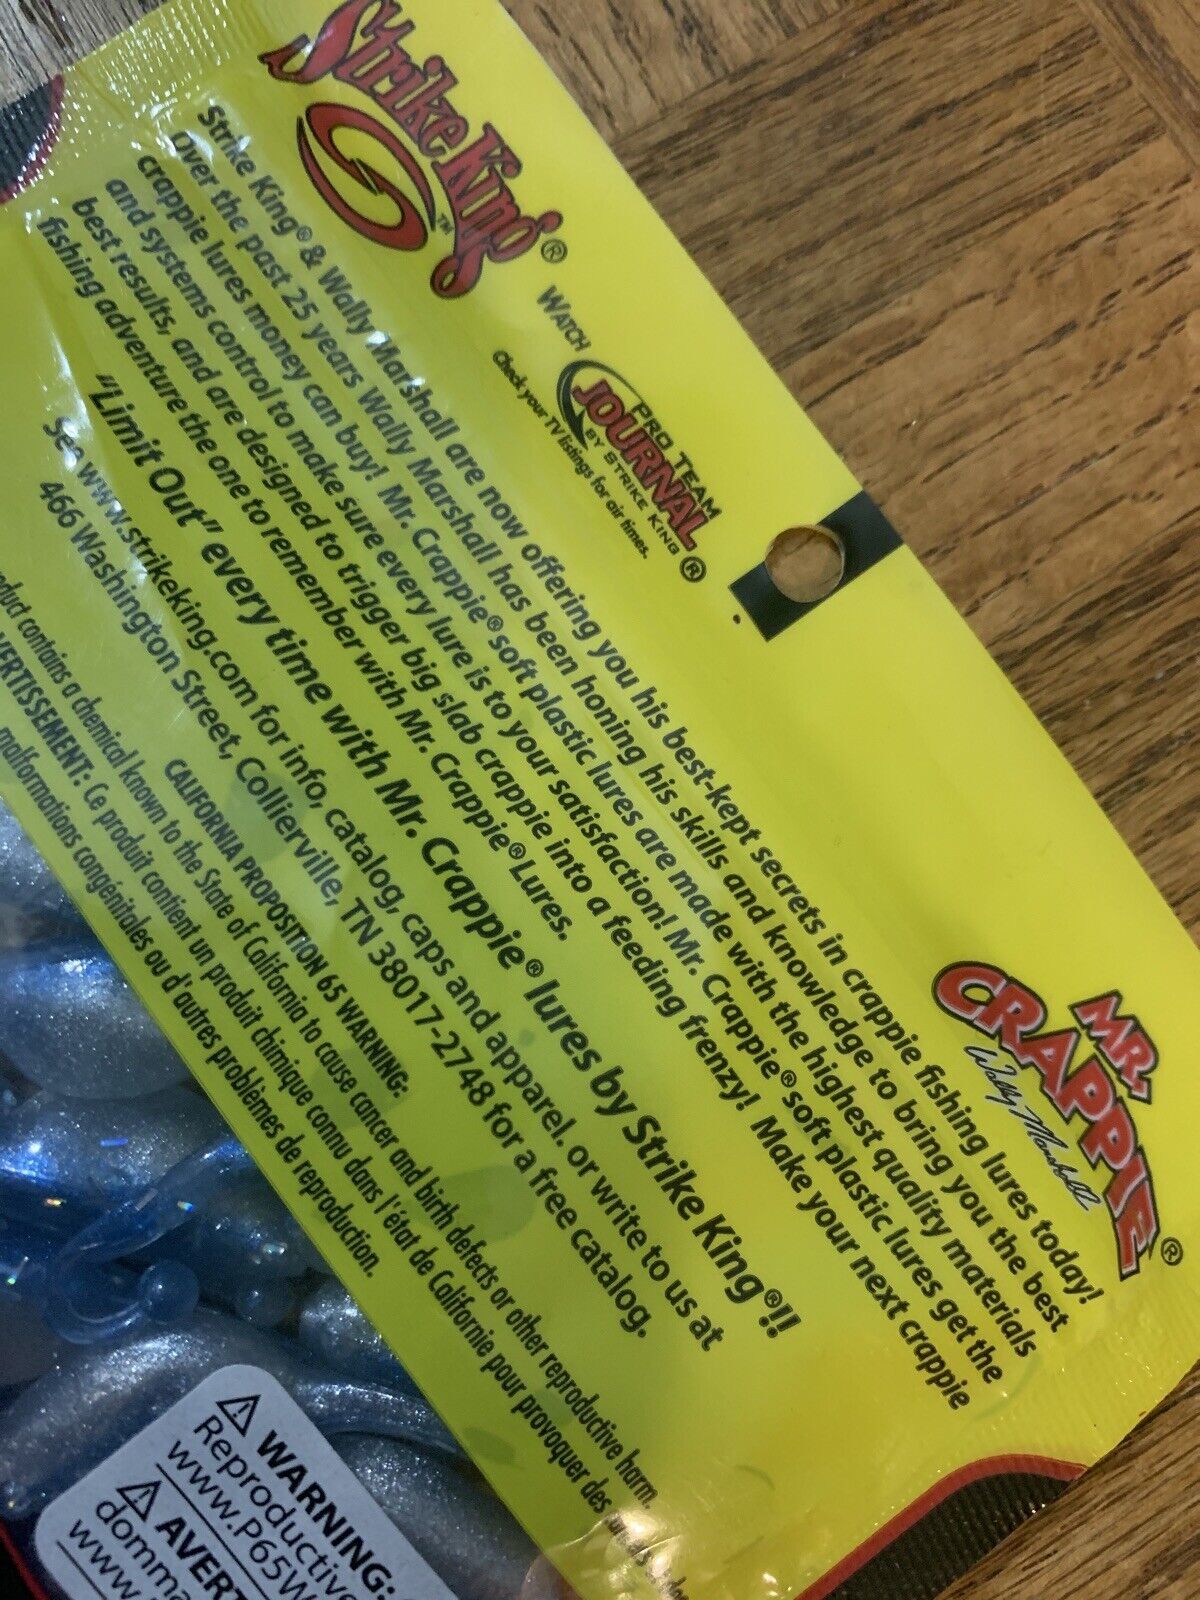 Strike King®
™
WATCH
PRO TEAM
JOURNAL®
BY STRIKE KING
Check your TV listings for air times.
MR.
CRAPPIE®
Wally Marshall
Strike King® & Wally Marshall are now offering you his best-kept secrets in crappie fishing lures today!
Over the past 25 years Wally Marshall has been honing his skills and knowledge to bring you the best
crappie lures money can buy! Mr. Crappie® soft plastic lures are made with the highest quality materials
and systems control to make sure every lure is to your satisfaction! Mr. Crappie® soft plastic lures get the
best results, and are designed to trigger big slab crappie into a feeding frenzy! Make your next crappie
fishing adventure the one to remember with Mr. Crappie® Lures.
"Limit Out" every time with Mr. Crappie® lures by Strike King®!!
See www.strikeking.com for info, catalog, caps and apparel. or write to us at
466 Washington Street, Collierville, TN 38017-2748 for a free catalog.
CALIFORNIA PROPOSITION 65 WARNING:
contains a chemical known to the State of California to cause cancer and birth defects or other reproductive harm.
Ce produit contient un produit chimique connu dans l'état de Californie pour provoquer des
malformations congénitales ou d'autres problèmes de reproduction.
⚠ WARNING:
Reproductive
www.P65W
⚠ AVERT
domma
www.